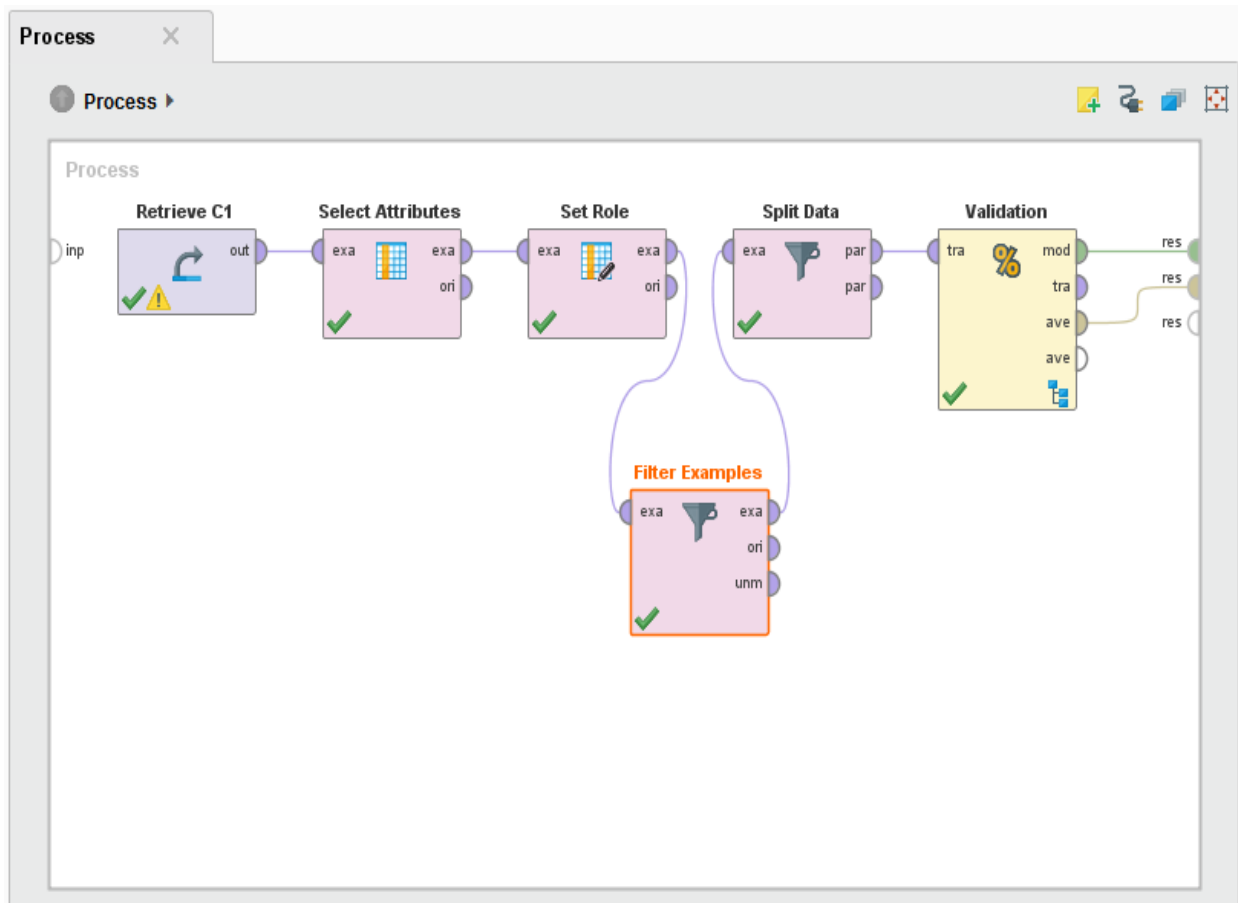 Process
Process
Process
Retrieve C1
Select Attributes
Set Role
Split Data
Validation
inp
out
exa
exa
ori
exa
exa
ori
exa
par
par
tra
mod
tra
ave
ave
res
res
res
Filter Examples
exa
exa
ori
unm
%